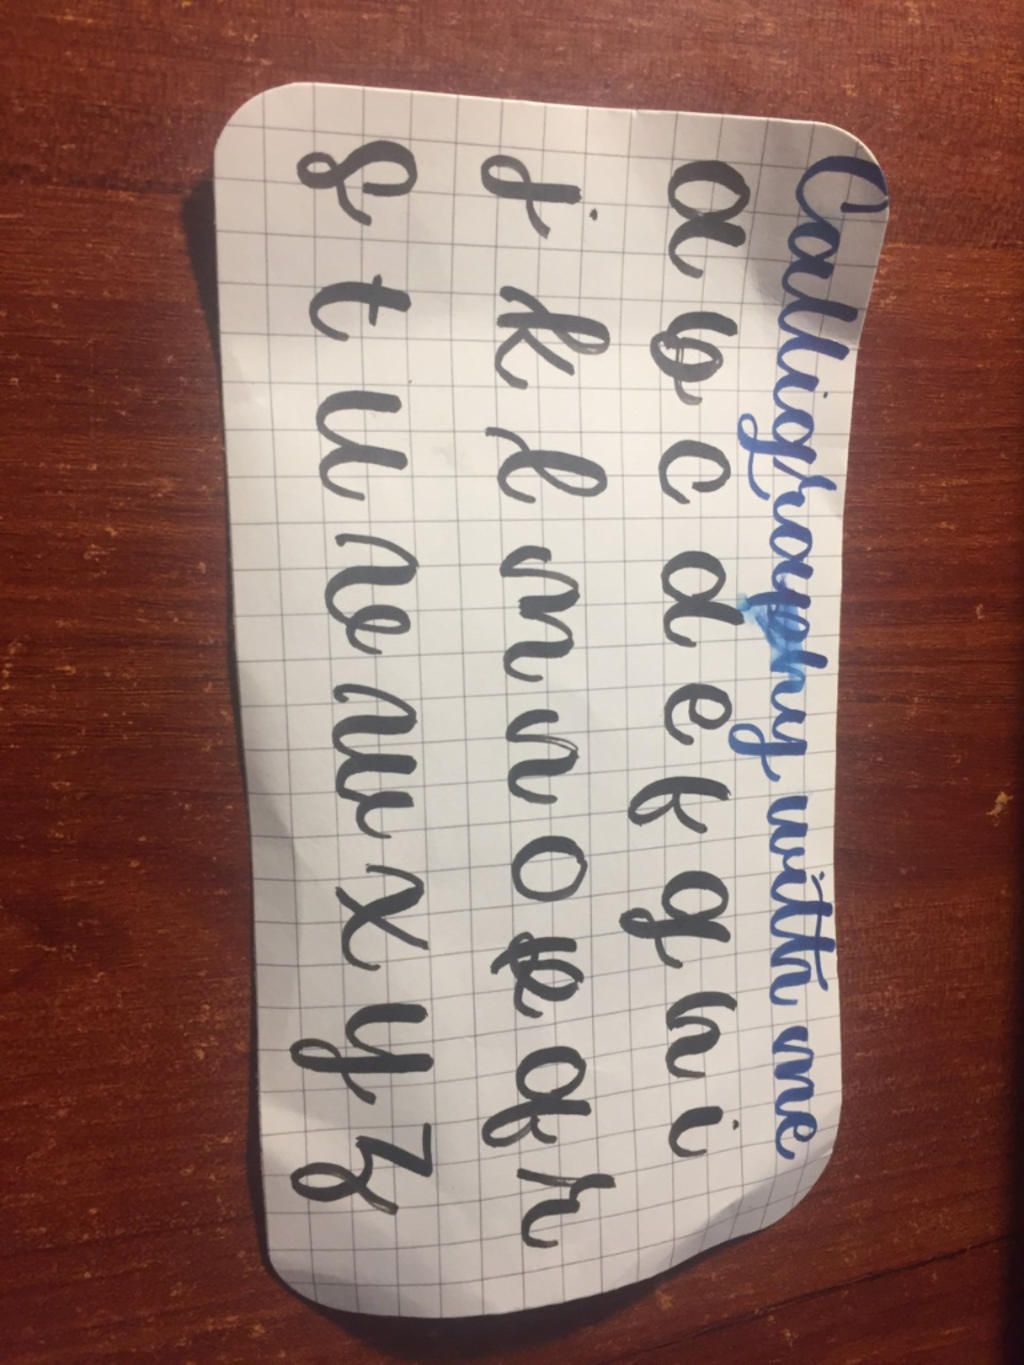 Calligraphy with me
a b c d e f g h i
j k l m n o p q r
s t u v w x y z